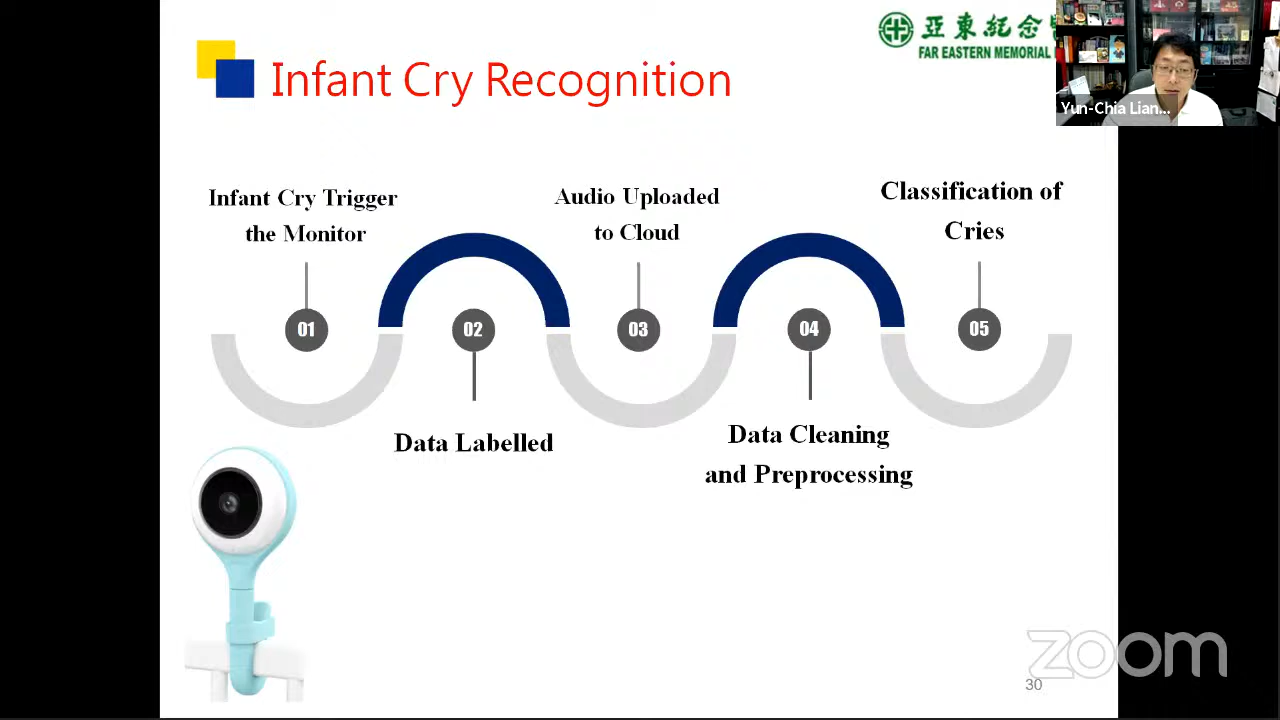 Infant Cry Recognition
亞東紀念
FAR EASTERN MEMORIAL
Yun-Chia Lian...
Infant Cry Trigger
the Monitor
Audio Uploaded
to Cloud
Classification of
Cries
01
02
03
04
05
Data Labelled
Data Cleaning
and Preprocessing
zoom
30